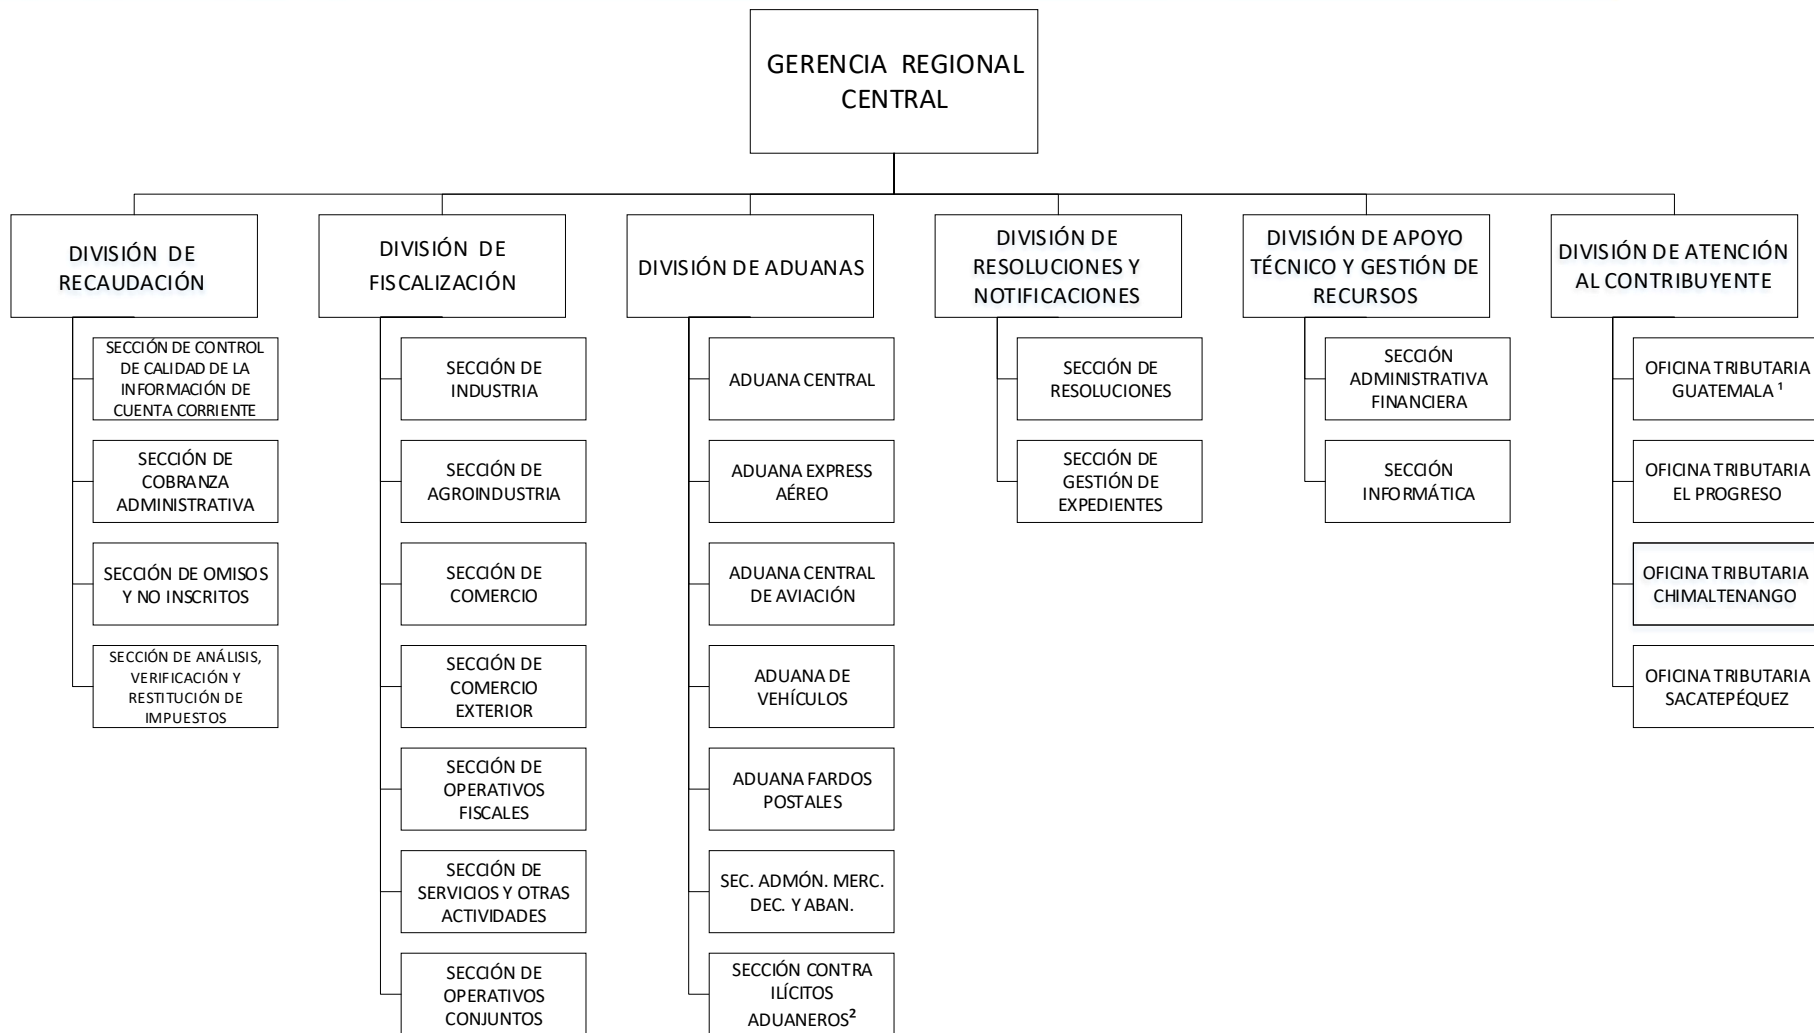 GERENCIA REGIONAL
CENTRAL
DIVISIÓN DE
RECAUDACIÓN
SECCIÓN DE CONTROL
DE CALIDAD DE LA
INFORMACIÓN DE
CUENTA CORRIENTE
SECCIÓN DE
COBRANZA
ADMINISTRATIVA
SECCIÓN DE OMISOS
Y NO INSCRITOS
SECCIÓN DE ANÁLISIS,
VERIFICACIÓN Y
RESTITUCIÓN DE
IMPUESTOS
DIVISIÓN DE
FISCALIZACIÓN
SECCIÓN DE
INDUSTRIA
SECCIÓN DE
AGROINDUSTRIA
SECCIÓN DE
COMERCIO
SECCIÓN DE
COMERCIO
EXTERIOR
SECCIÓN DE
OPERATIVOS
FISCALES
SECCIÓN DE
SERVICIOS Y OTRAS
ACTIVIDADES
SECCIÓN DE
OPERATIVOS
CONJUNTOS
DIVISIÓN DE ADUANAS
ADUANA CENTRAL
ADUANA EXPRESS
AÉREO
ADUANA CENTRAL
DE AVIACIÓN
ADUANA DE
VEHÍCULOS
ADUANA FARDOS
POSTALES
SEC. ADMÓN. MERC.
DEC. Y ABAN.
SECCIÓN CONTRA
ILÍCITOS
ADUANEROS²
DIVISIÓN DE
RESOLUCIONES Y
NOTIFICACIONES
SECCIÓN DE
RESOLUCIONES
SECCIÓN DE
GESTIÓN DE
EXPEDIENTES
DIVISIÓN DE APOYO
TÉCNICO Y GESTIÓN DE
RECURSOS
SECCIÓN
ADMINISTRATIVA
FINANCIERA
SECCIÓN
INFORMÁTICA
DIVISIÓN DE ATENCIÓN
AL CONTRIBUYENTE
OFICINA TRIBUTARIA
GUATEMALA ¹
OFICINA TRIBUTARIA
EL PROGRESO
OFICINA TRIBUTARIA
CHIMALTENANGO
OFICINA TRIBUTARIA
SACATEPÉQUEZ